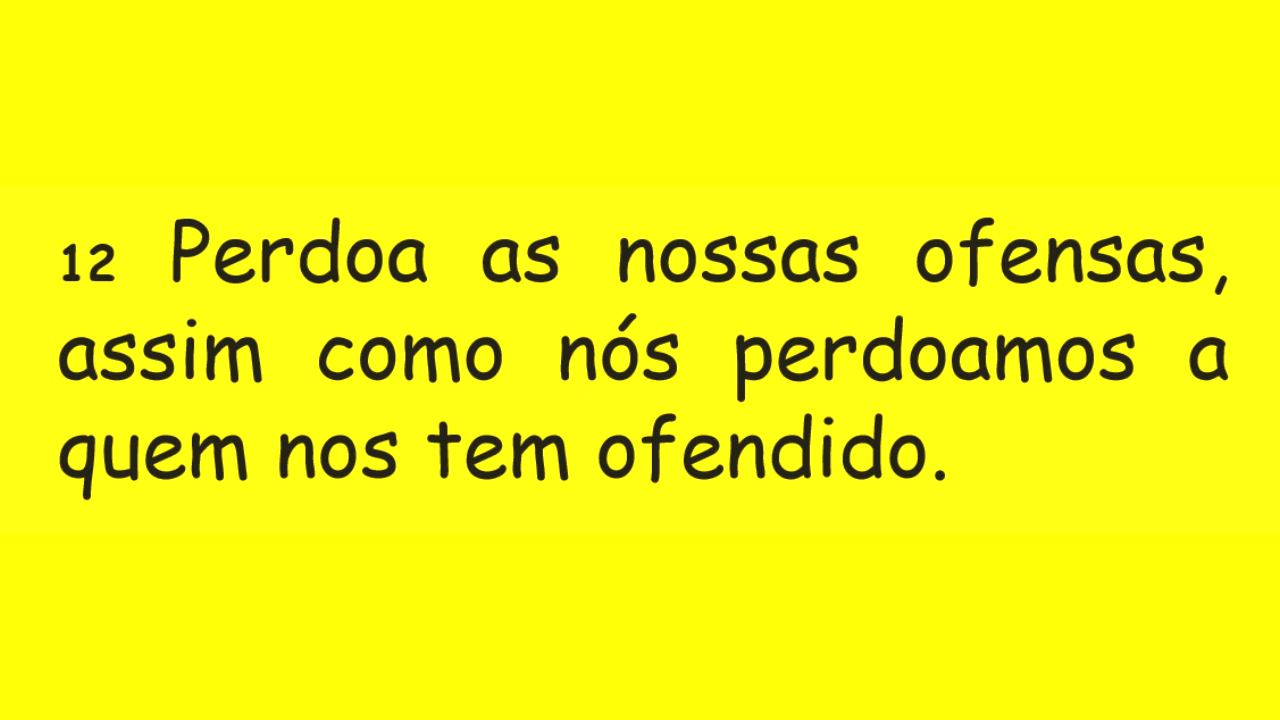 12 Perdoa as nossas ofensas,
assim como nós perdoamos a
quem nos tem ofendido.